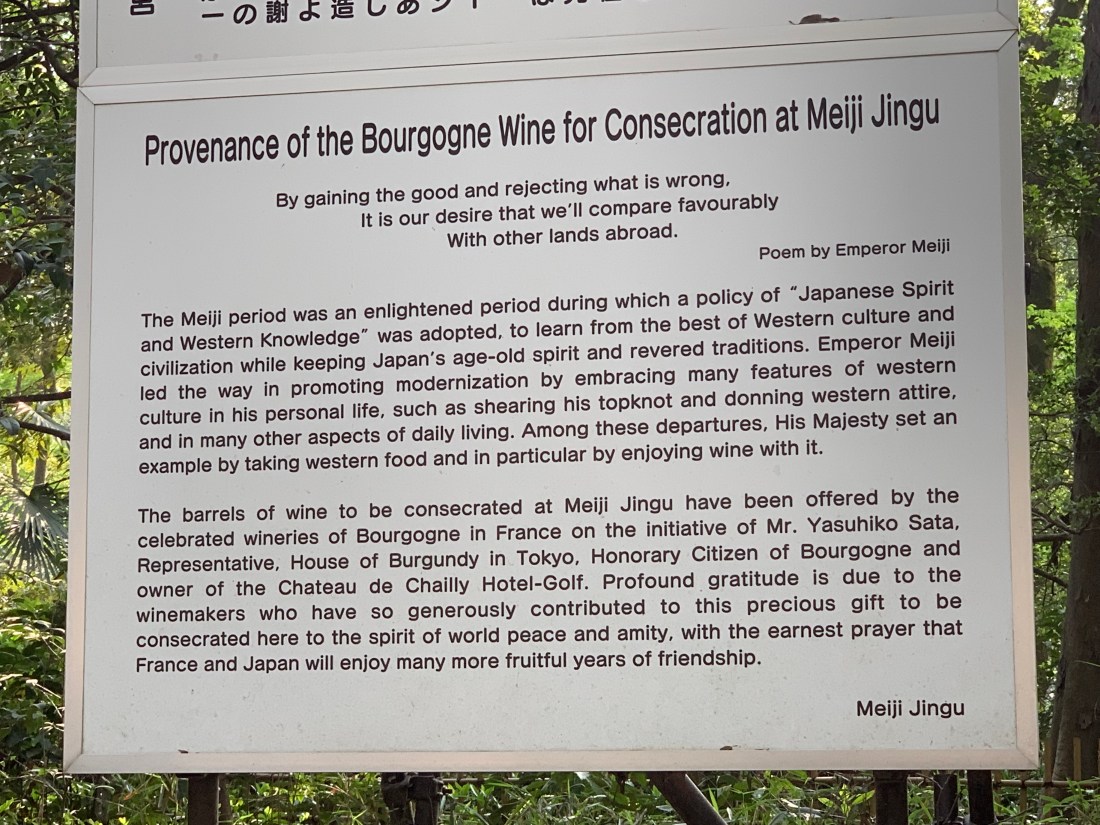 一の謝よ造しあ
Provenance of the Bourgogne Wine for Consecration at Meiji Jingu
By gaining the good and rejecting what is wrong,
It is our desire that we'll compare favourably
With other lands abroad.
Poem by Emperor Meiji
The Meiji period was an enlightened period during which a policy of “Japanese Spirit
and Western Knowledge” was adopted, to learn from the best of Western culture and
civilization while keeping Japan's age-old spirit and revered traditions. Emperor Meiji
led the way in promoting modernization by embracing many features of western
culture in his personal life, such as shearing his topknot and donning western attire,
and in many other aspects of daily living. Among these departures, His Majesty set an
example by taking western food and in particular by enjoying wine with it.
The barrels of wine to be consecrated at Meiji Jingu have been offered by the
celebrated wineries of Bourgogne in France on the initiative of Mr. Yasuhiko Sata,
Representative, House of Burgundy in Tokyo, Honorary Citizen of Bourgogne and
owner of the Chateau de Chailly Hotel-Golf. Profound gratitude is due to the
winemakers who have so generously contributed to this precious gift to be
consecrated here to the spirit of world peace and amity, with the earnest prayer that
France and Japan will enjoy many more fruitful years of friendship.
Meiji Jingu